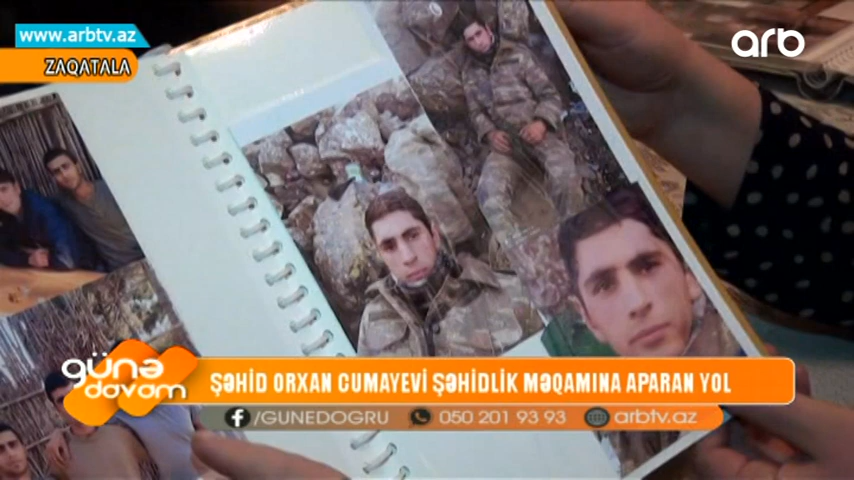 www.arbtv.az
ZAQATALA
arb
günə
davam
ŞƏHİD ORXAN CUMAYEVİ ŞƏHİDLİK MƏQAMINA APARAN YOL
/GUNEDOGRU 050 201 93 93 arbtv.az